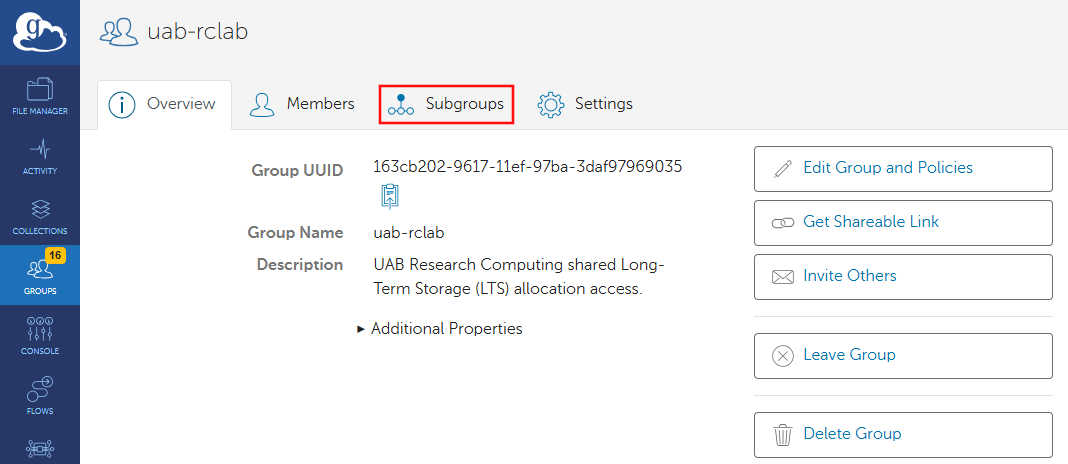 g
uab-rclab
Overview
Members
Subgroups
Settings
FILE MANAGER
ACTIVITY
COLLECTIONS
16
GROUPS
CONSOLE
FLOWS
Group UUID
163cb202-9617-11ef-97ba-3daf97969035
Group Name
uab-rclab
Description
UAB Research Computing shared Long-
Term Storage (LTS) allocation access.
Additional Properties
Edit Group and Policies
Get Shareable Link
Invite Others
Leave Group
Delete Group